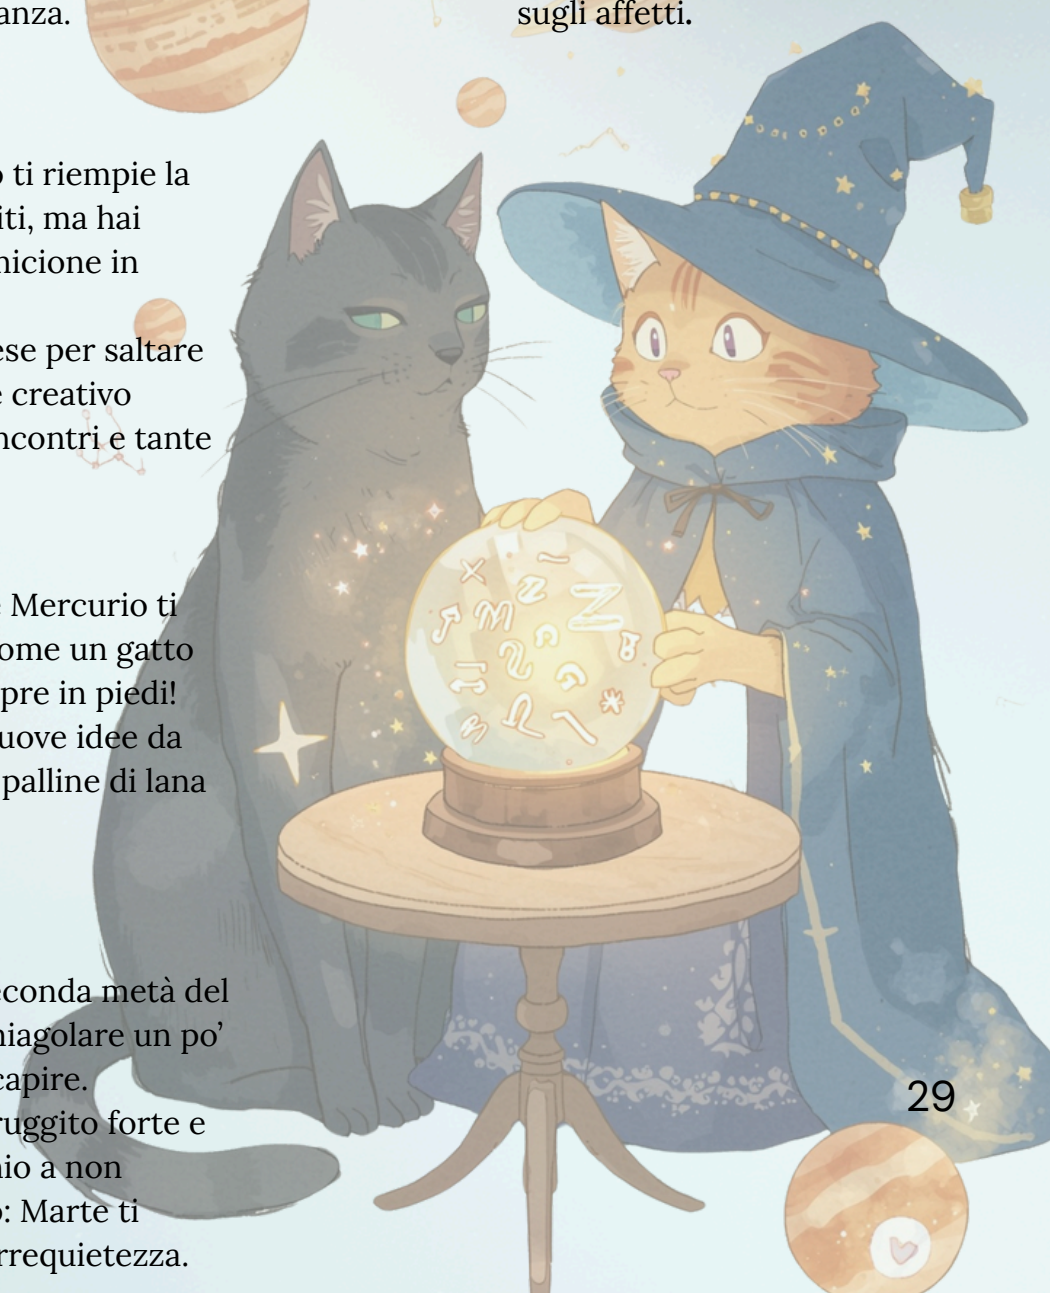 anza.
ti riempie la
iti, ma hai
micione in
ese per saltare
e creativo
ncontri e tante
e Mercurio ti
ome un gatto
pre in piedi!
uove idee da
palline di lana
econda metà del
niagolare un po’
capire.
ruggito forte e
nio a non
o: Marte ti
rrequietezza.
sugli affetti.
29